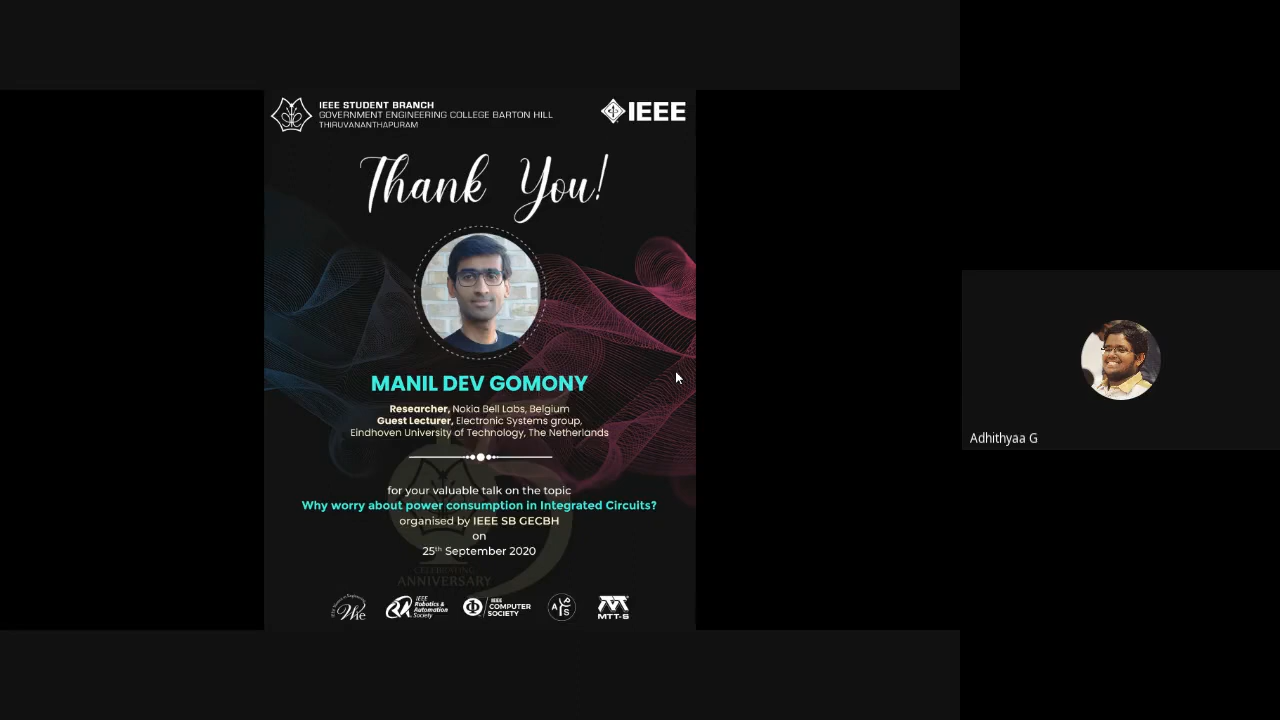 IEEE STUDENT BRANCH
GOVERNMENT ENGINEERING COLLEGE BARTON HILL
THIRUVANANTHAPURAM
IEEE
Thank You!
MANIL DEV GOMONY
Researcher, Nokia Bell Labs, Belgium
Guest Lecturer, Electronic Systems group,
Eindhoven University of Technology, The Netherlands
for your valuable talk on the topic
Why worry about power consumption in Integrated Circuits?
organised by IEEE SB GECBH
on
25th September 2020
CELEBRATING
ANNIVERSARY
IEEE
Robotics &
Automation
Society
IEEE
COMPUTER
SOCIETY
APS
MTT-S
Adhithyaa G